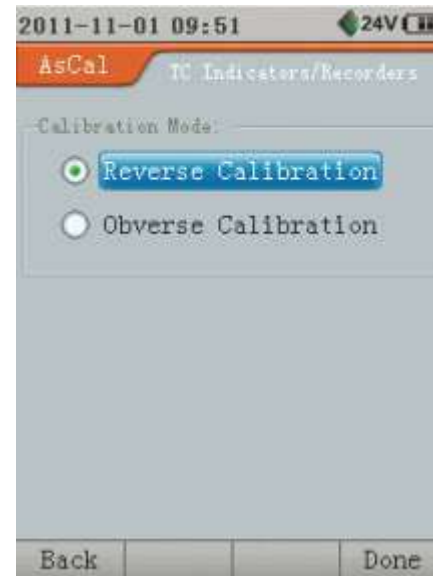 2011-11-01 09:51 24V
AsCal TC Indicators/Recorders
Calibration Mode:
Reverse Calibration
Obverse Calibration
Back Done